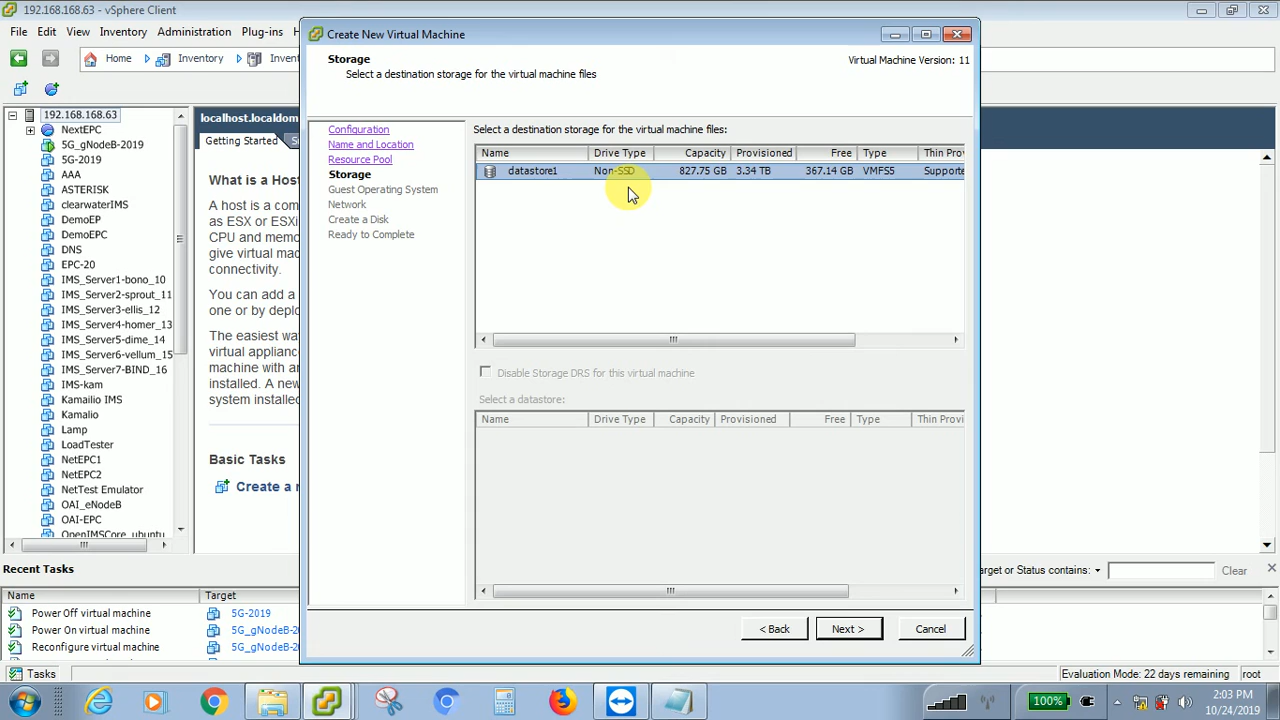 192.168.168.63 - vSphere Client
File Edit View Inventory Administration Plug-ins
Home Inventory
192.168.168.63
NextEPC
5G_gNodeB-2019
5G-2019
AAA
ASTERISK
clearwaterIMS
DemoEP
DemoEPC
DNS
EPC-20
IMS_Server1-bono_10
IMS_Server2-sprout_11
IMS_Server3-ellis_12
IMS_Server4-homer_13
IMS_Server5-dime_14
IMS_Server6-vellum_15
IMS_Server7-BIND_16
IMS-kam
Kamailio IMS
Kamalio
Lamp
LoadTester
NetEPC1
NetEPC2
NetTest Emulator
OAI_eNodeB
OAI-EPC
OpenIMSCore_ubuntu
localhost.localdom
Getting Started
What is a Host
A host is a com
as ESX or ESXi
CPU and memo
give virtual mac
connectivity.
You can add a
one or by deplo
The easiest wa
virtual applianc
machine with an
installed. A new
system installed
Basic Tasks
Create a n
Create New Virtual Machine
Storage
Select a destination storage for the virtual machine files
Virtual Machine Version: 11
Configuration
Name and Location
Resource Pool
Storage
Guest Operating System
Network
Create a Disk
Ready to Complete
Select a destination storage for the virtual machine files:
Name Drive Type Capacity Provisioned Free Type Thin Prov
datastore1 Non-SSD 827.75 GB 3.34 TB 367.14 GB VMFS5 Supporte
Disable Storage DRS for this virtual machine
Select a datastore:
Name Drive Type Capacity Provisioned Free Type Thin Provi
< Back Next > Cancel
Recent Tasks
arget or Status contains: Clear
Name Target
Power Off virtual machine 5G-2019
Power On virtual machine 5G_gNodeB-2
Reconfigure virtual machine 5G_gNodeB-2
Tasks
Evaluation Mode: 22 days remaining root
100%
2:03 PM
10/24/2019